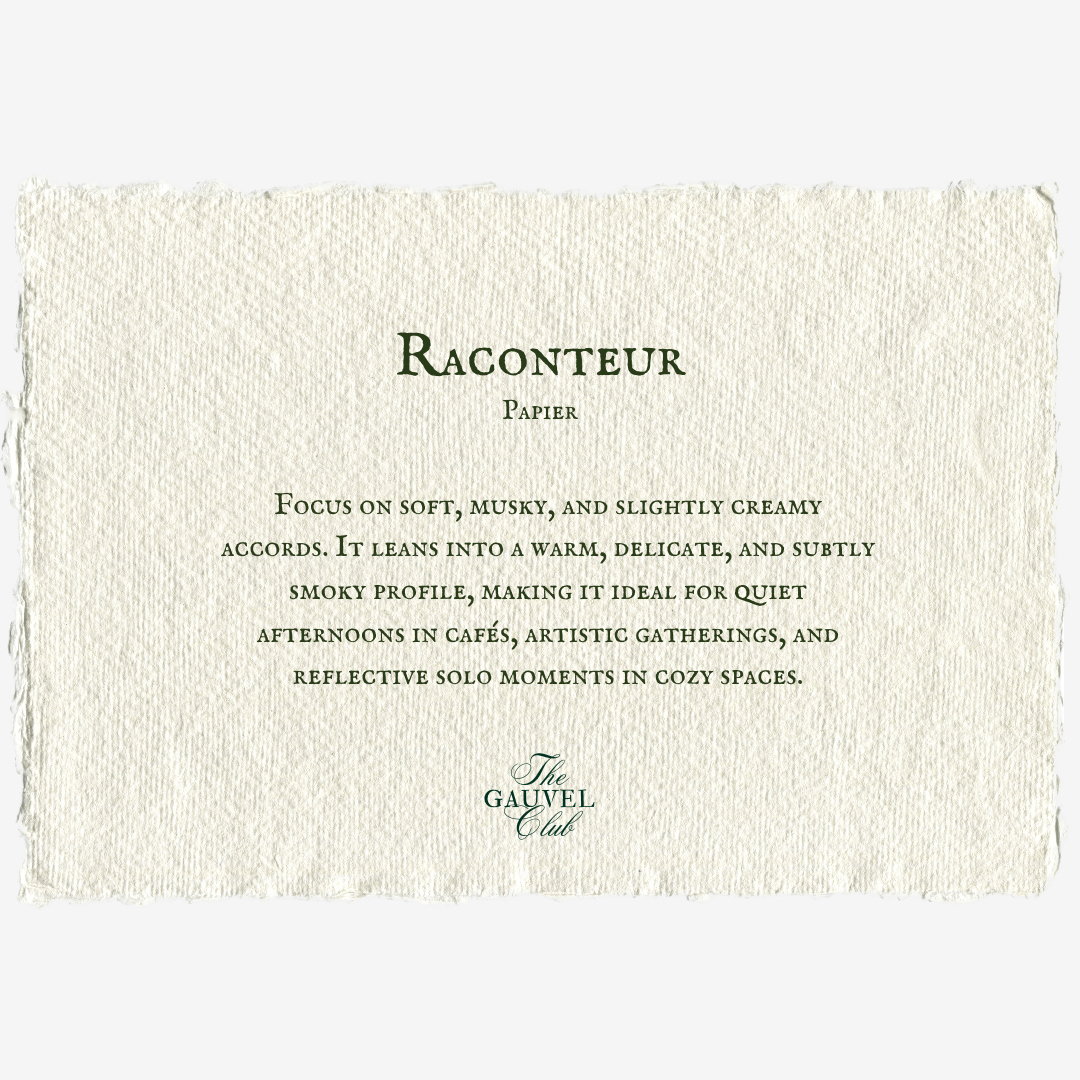 Raconteur
Papier
Focus on soft, musky, and slightly creamy
accords. It leans into a warm, delicate, and subtly
smoky profile, making it ideal for quiet
afternoons in cafés, artistic gatherings, and
reflective solo moments in cozy spaces.
The
GAUVEL
Club